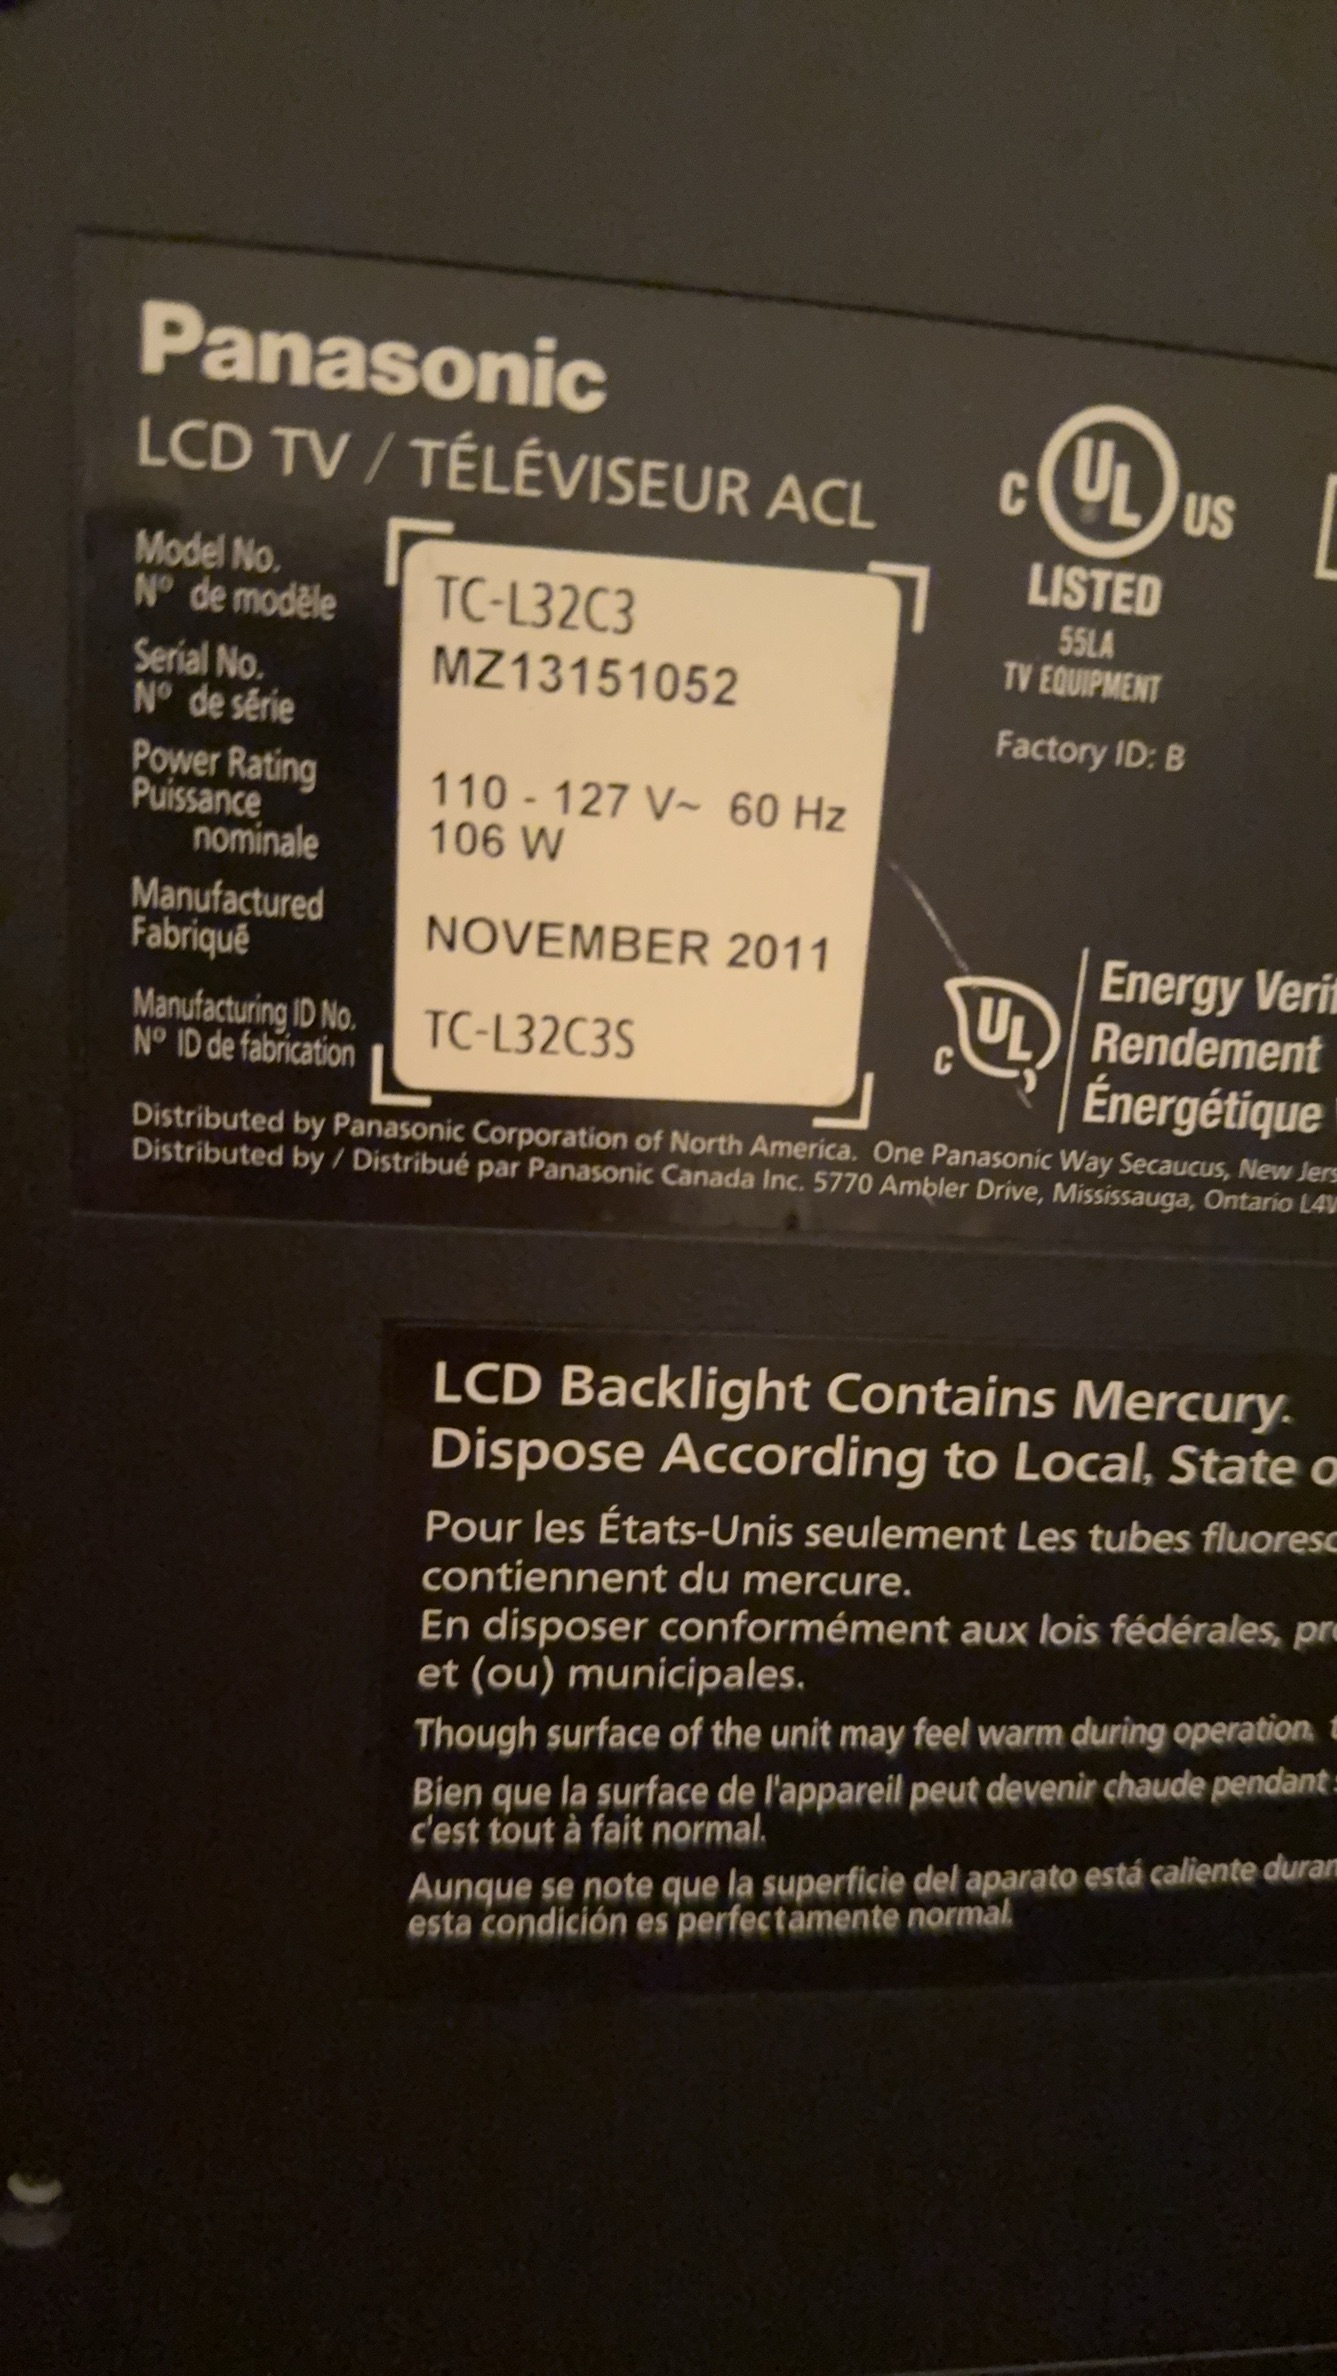 Panasonic
LCD TV / TÉLÉVISEUR ACL
Model No.
Nº de modèle
TC-L32C3
Serial No.
Nº de série
MZ13151052
Power Rating
Puissance
nominale
110 - 127 V~ 60 Hz
106 W
Manufactured
Fabriqué
NOVEMBER 2011
Manufacturing ID No.
Nº ID de fabrication
TC-L32C3S
C UL US
LISTED
55LA
TV EQUIPMENT
Factory ID: B
C UL
Energy
Rendement
Énergétique
Distributed by Panasonic Corporation of North America. One Panasonic Way Secaucus, New
Distributed by / Distribué par Panasonic Canada Inc. 5770 Ambler Drive, Mississauga, Ontario
LCD Backlight Contains Mercury.
Dispose According to Local, State
Pour les États-Unis seulement Les tubes
contiennent du mercure.
En disposer conformément aux lois fédérales,
et (ou) municipales.
Though surface of the unit may feel warm during operation,
Bien que la surface de l'appareil peut devenir chaude pendant
c'est tout à fait normal.
Aunque se note que la superficie del aparato está caliente
esta condición es perfectamente normal.